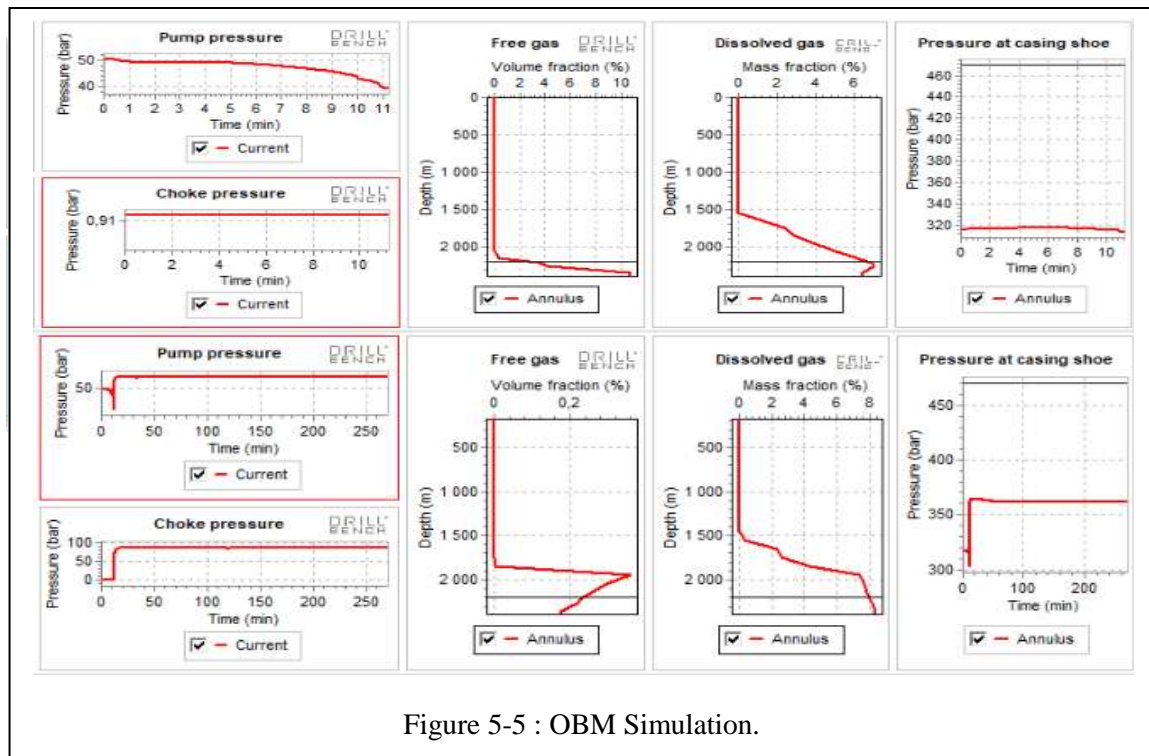 Pump pressure
DRILL
BENCH
Pressure (bar)
50
40
0 1 2 3 4 5 6 7 8 9 10 11
Time (min)
Current
Choke pressure
DRILL
BENCH
Pressure (bar)
0,91
0 2 4 6 8 10
Time (min)
Current
Free gas
DRILL
BENCH
Volume fraction (%)
0 2 4 6 8 10
Depth (m)
0
500
1 000
1 500
2 000
Annulus
Dissolved gas
Mass fraction (%)
0 2 4 6
Depth (m)
0
500
1 000
1 500
2 000
Annulus
Pressure at casing shoe
Pressure (bar)
460
440
420
400
380
360
340
320
0 2 4 6 8 10
Time (min)
Annulus
Pump pressure
DRILL
BENCH
Pressure (bar)
50
0 50 100 150 200 250
Time (min)
Current
Choke pressure
DRILL
BENCH
Pressure (bar)
100
50
0
0 50 100 150 200 250
Time (min)
Current
Free gas
DRILL
BENCH
Volume fraction (%)
0 0,2
Depth (m)
500
1 000
1 500
2 000
Annulus
Dissolved gas
Mass fraction (%)
0 2 4 6 8
Depth (m)
500
1 000
1 500
2 000
Annulus
Pressure at casing shoe
Pressure (bar)
450
400
350
300
0 100 200
Time (min)
Annulus
Figure 5-5 : OBM Simulation.